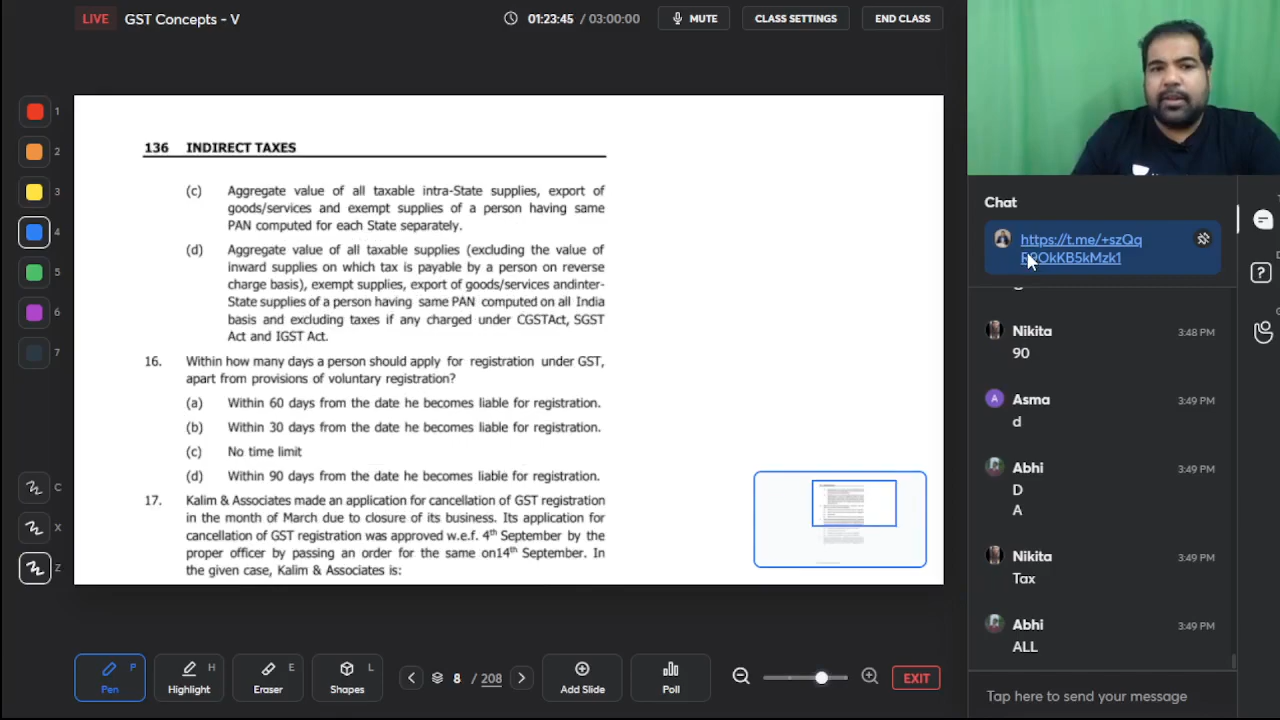 LIVE GST Concepts - V
01:23:45 / 03:00:00
MUTE
CLASS SETTINGS
END CLASS
1
2
3
4
5
6
7
C
X
Z
136 INDIRECT TAXES
(c) Aggregate value of all taxable intra-State supplies, export of
goods/services and exempt supplies of a person having same
PAN computed for each State separately.
(d) Aggregate value of all taxable supplies (excluding the value of
inward supplies on which tax is payable by a person on reverse
charge basis), exempt supplies, export of goods/services andinter-
State supplies of a person having same PAN computed on all India
basis and excluding taxes if any charged under CGSTAct, SGST
Act and IGST Act.
16. Within how many days a person should apply for registration under GST,
apart from provisions of voluntary registration?
(a) Within 60 days from the date he becomes liable for registration.
(b) Within 30 days from the date he becomes liable for registration.
(c) No time limit
(d) Within 90 days from the date he becomes liable for registration.
17. Kalim & Associates made an application for cancellation of GST registration
in the month of March due to closure of its business. Its application for
cancellation of GST registration was approved w.e.f. 4th September by the
proper officer by passing an order for the same on14th September. In
the given case, Kalim & Associates is:
Chat
https://t.me/+szQq
Nikita 3:48 PM
90
A Asma 3:49 PM
d
Abhi 3:49 PM
D
A
Nikita 3:49 PM
Tax
Abhi 3:49 PM
ALL
Tap here to send your message
Pen P
Highlight H
Eraser E
Shapes L
8 / 208
Add Slide
Poll
EXIT